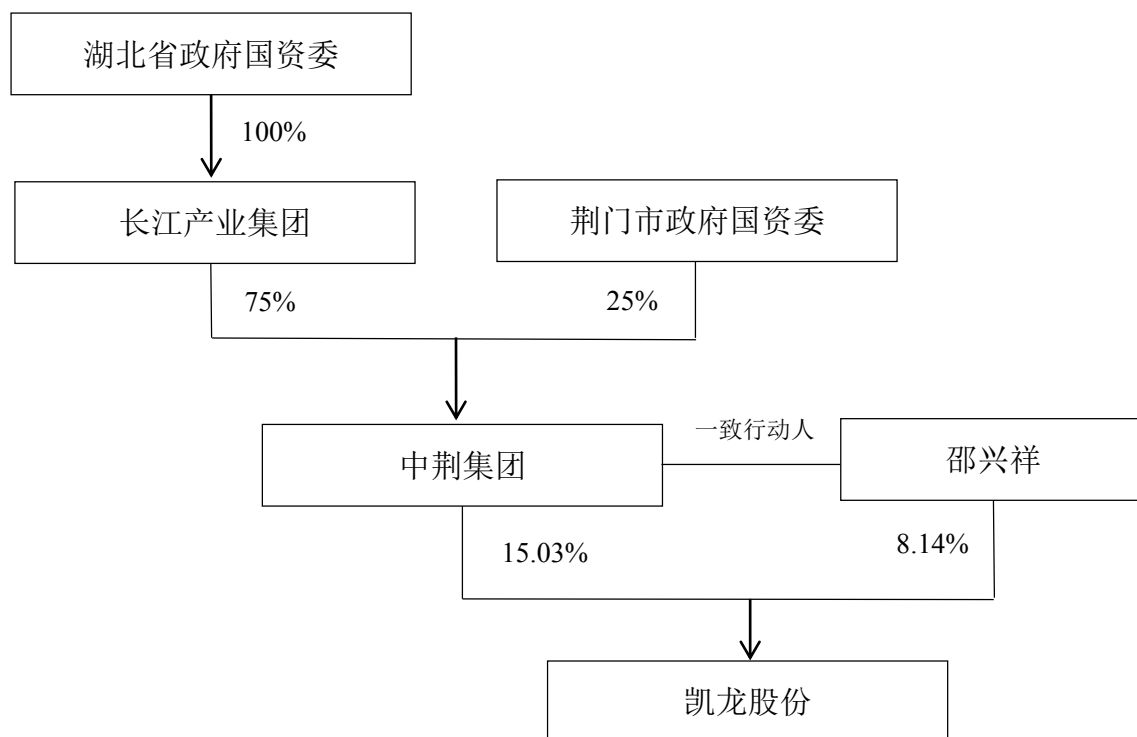 湖北省政府国资委
100%
长江产业集团
荆门市政府国资委
75%
25%
中荆集团
一致行动人
邵兴祥
15.03%
8.14%
凯龙股份